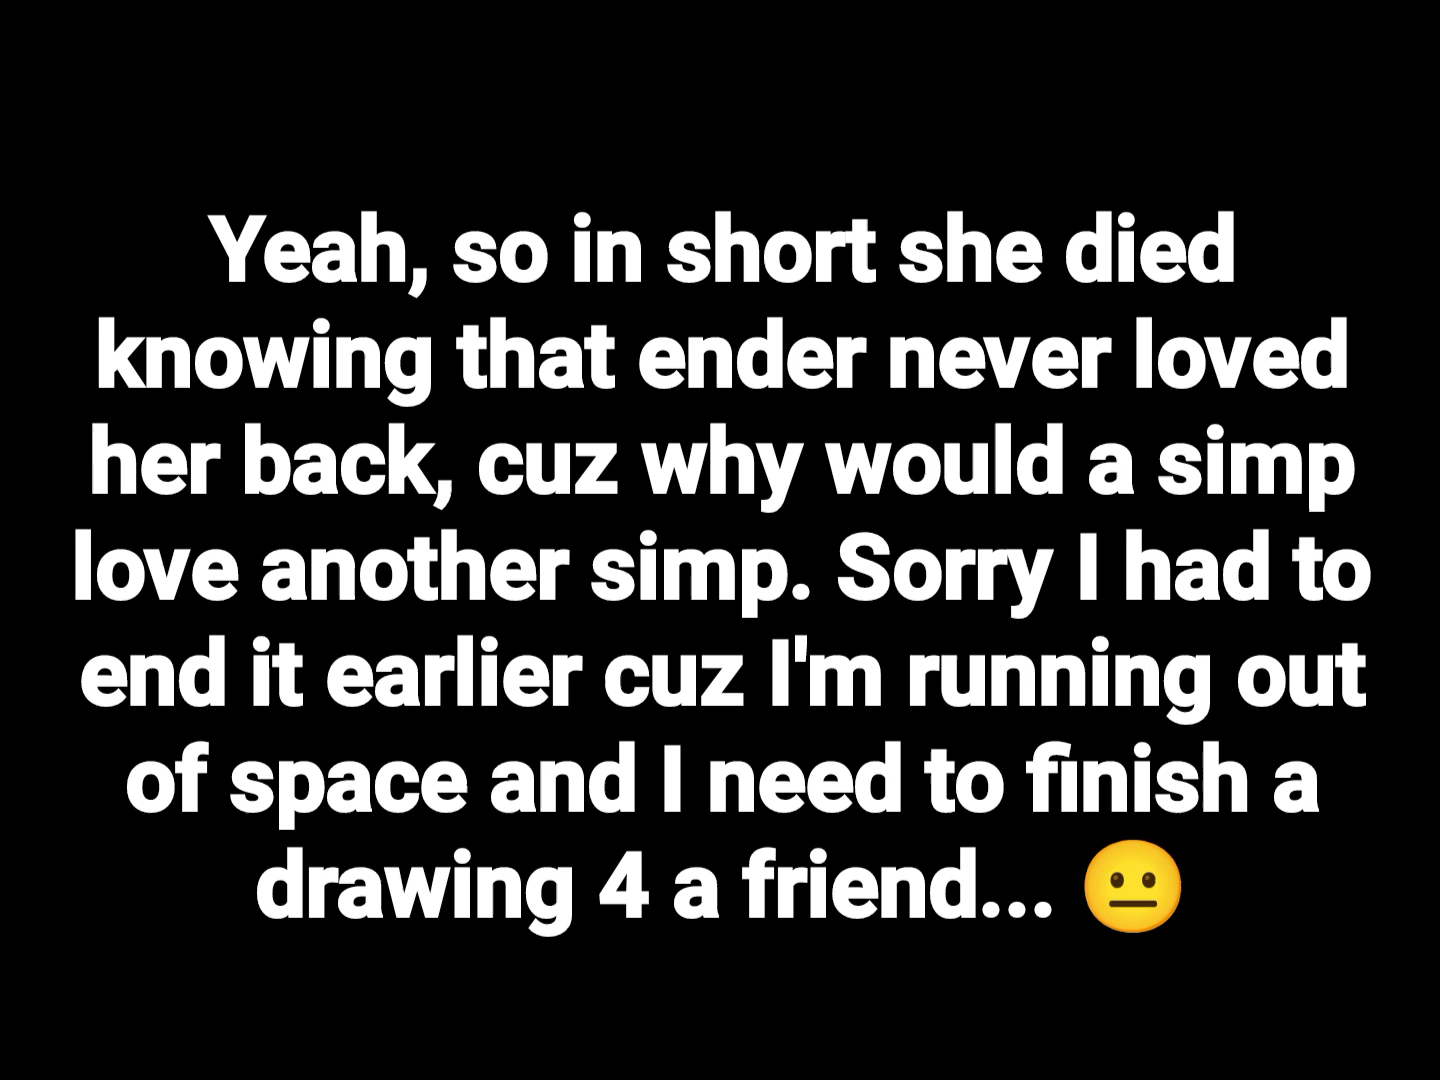 Yeah, so in short she died
knowing that ender never loved
her back, cuz why would a simp
love another simp. Sorry I had to
end it earlier cuz I'm running out
of space and I need to finish a
drawing 4 a friend... 😐